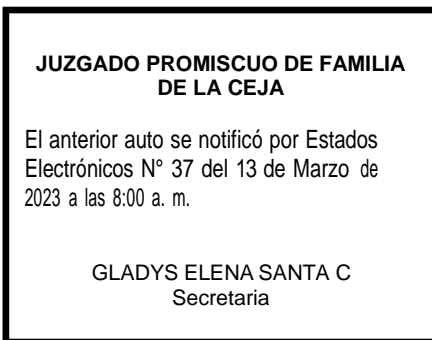 JUZGADO PROMISCUO DE FAMILIA
DE LA CEJA
El anterior auto se notificó por Estados
Electrónicos N° 37 del 13 de Marzo de
2023 a las 8:00 a. m.
GLADYS ELENA SANTA C
Secretaria